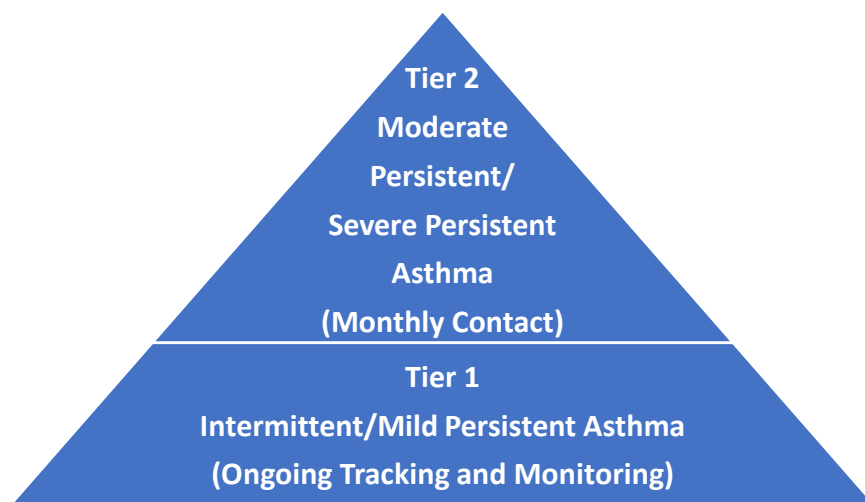 Tier 2
Moderate
Persistent/
Severe Persistent
Asthma
(Monthly Contact)
Tier 1
Intermittent/Mild Persistent Asthma
(Ongoing Tracking and Monitoring)